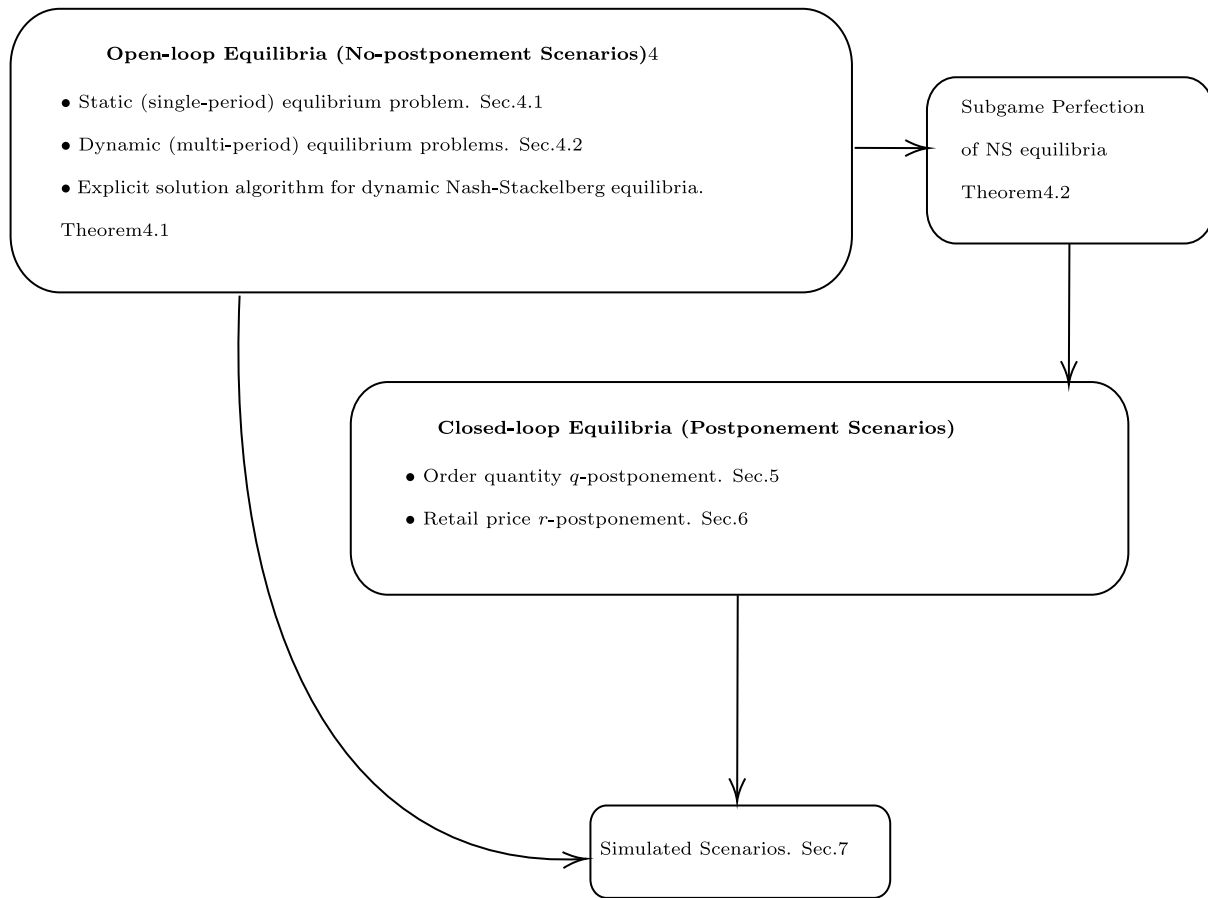 Open-loop Equilibria (No-postponement Scenarios)4
• Static (single-period) equlibrium problem. Sec.4.1
• Dynamic (multi-period) equilibrium problems. Sec.4.2
• Explicit solution algorithm for dynamic Nash-Stackelberg equilibria.
Theorem4.1
Subgame Perfection
of NS equilibria
Theorem4.2
Closed-loop Equilibria (Postponement Scenarios)
• Order quantity q-postponement. Sec.5
• Retail price r-postponement. Sec.6
Simulated Scenarios. Sec.7